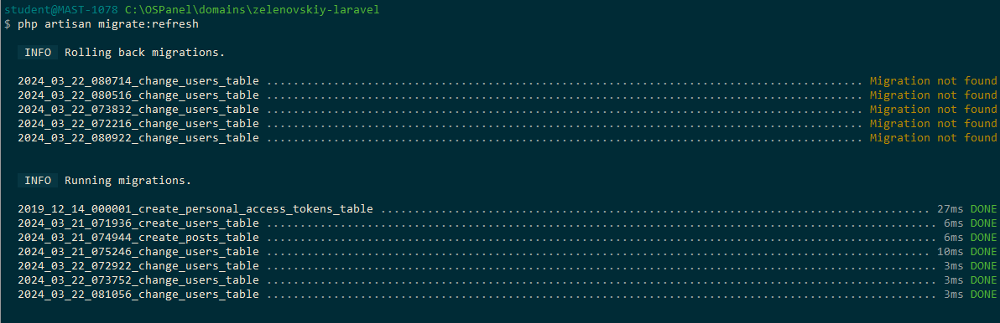 student@MAST-1078 C:\OSPanel\domains\zelenovskiy-laravel
$ php artisan migrate:refresh
INFO Rolling back migrations.
2024_03_22_080714_change_users_table ......................................................................................... Migration not found
2024_03_22_080516_change_users_table ......................................................................................... Migration not found
2024_03_22_073832_change_users_table ......................................................................................... Migration not found
2024_03_22_072216_change_users_table ......................................................................................... Migration not found
2024_03_22_080922_change_users_table ......................................................................................... Migration not found
INFO Running migrations.
2019_12_14_000001_create_personal_access_tokens_table .................................................................................. 27ms DONE
2024_03_21_071936_create_users_table .................................................................................................... 6ms DONE
2024_03_21_074944_create_posts_table .................................................................................................... 6ms DONE
2024_03_21_075246_change_users_table ................................................................................................... 10ms DONE
2024_03_22_072922_change_users_table .................................................................................................... 3ms DONE
2024_03_22_073752_change_users_table .................................................................................................... 3ms DONE
2024_03_22_081056_change_users_table .................................................................................................... 3ms DONE